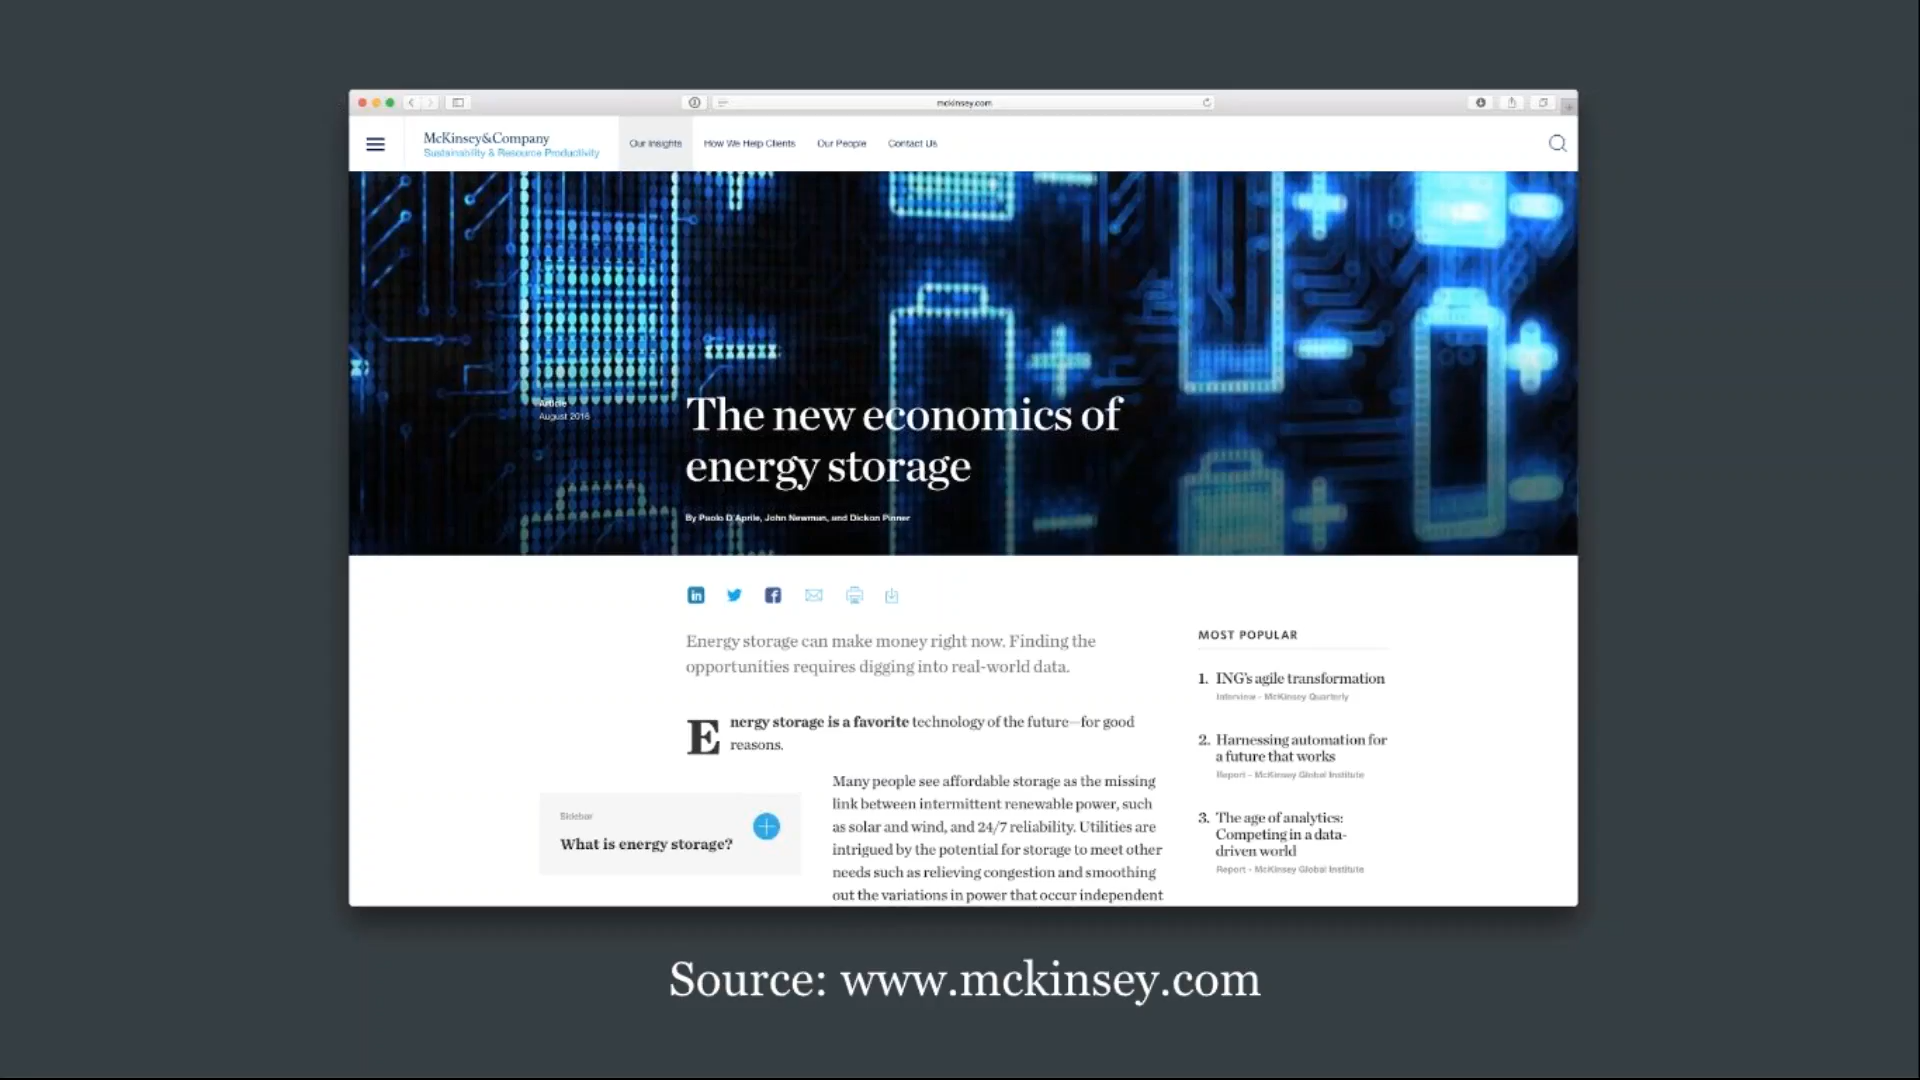 mckinsey.com
McKinsey&Company
Sustainability & Resource Productivity
Our Insights
How We Help Clients
Our People
Contact Us
Article
August 2016
The new economics of
energy storage
By Paolo D'Aprile, John Newman, and Dickon Pinner
Energy storage can make money right now. Finding the
opportunities requires digging into real-world data.
Energy storage is a favorite technology of the future—for good
reasons.
Sidebar
What is energy storage?
Many people see affordable storage as the missing
link between intermittent renewable power, such
as solar and wind, and 24/7 reliability. Utilities are
intrigued by the potential for storage to meet other
needs such as relieving congestion and smoothing
out the variations in power that occur independent
MOST POPULAR
1. ING's agile transformation
Interview - McKinsey Quarterly
2. Harnessing automation for
a future that works
Report - McKinsey Global Institute
3. The age of analytics:
Competing in a data-
driven world
Report - McKinsey Global Institute
Source: www.mckinsey.com